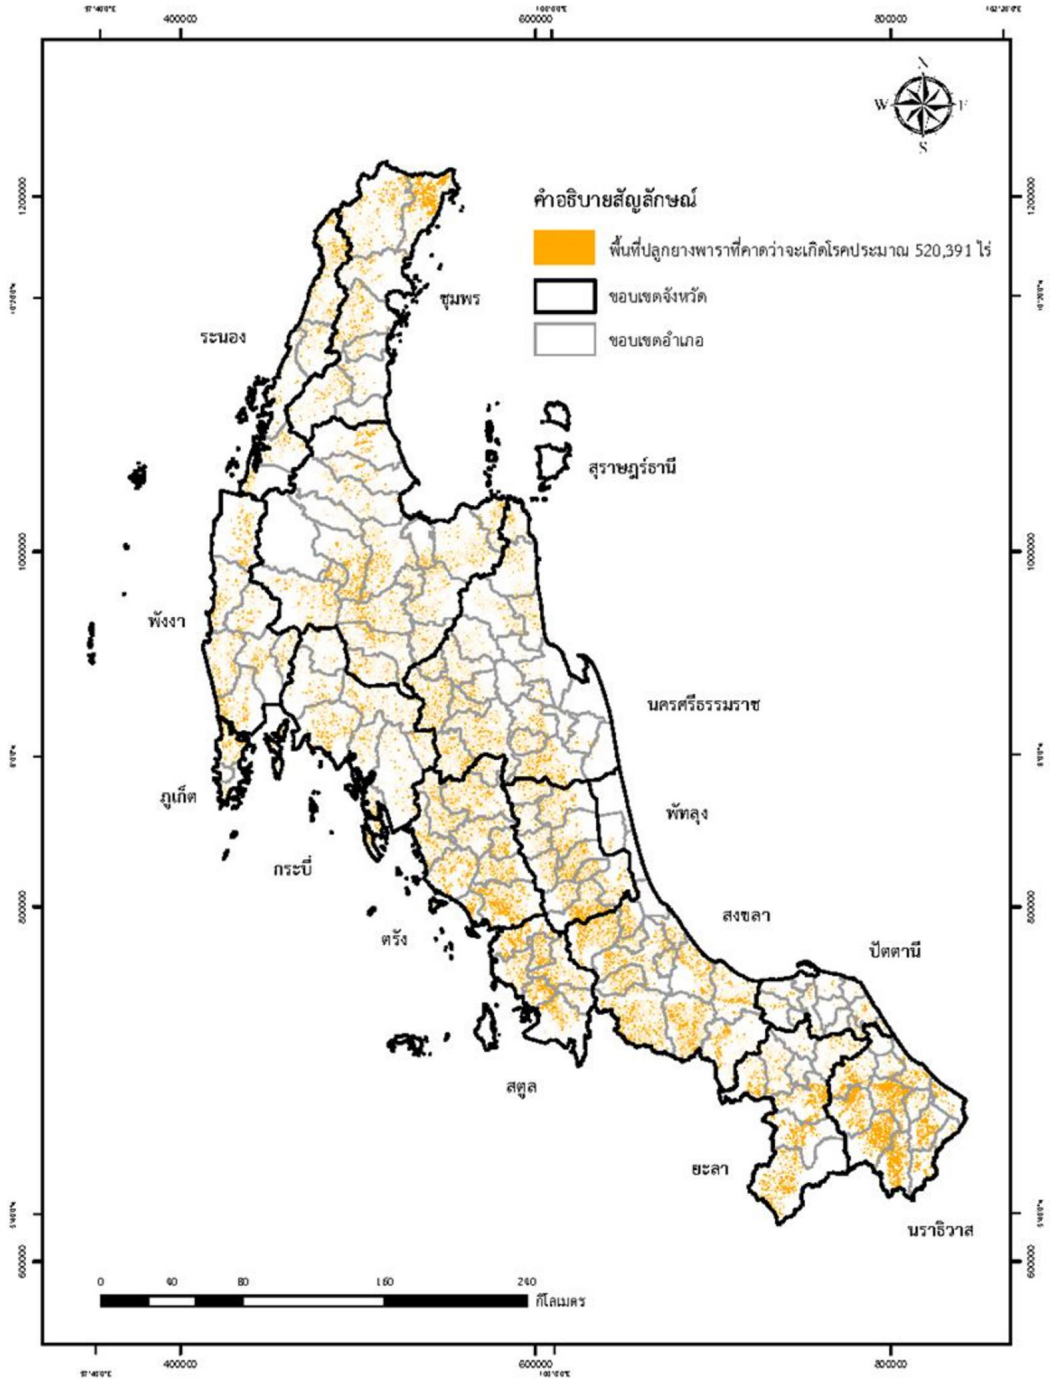 400000 600000 800000
N
W E
S
1200000 1200000
คำอธิบายสัญลักษณ์
พื้นที่ปลูกยางพาราที่คาดว่าจะเกิดโรคประมาณ 520,391 ไร่
ขอบเขตจังหวัด
ขอบเขตอำเภอ
ชุมพร
ระนอง
สุราษฎร์ธานี
1000000 1000000
พังงา
นครศรีธรรมราช
ภูเก็ต
พัทลุง
กระบี่
800000 800000
สงขลา
ตรัง
ปัตตานี
สตูล
ยะลา
นราธิวาส
600000 600000
0 40 80 160 240
กิโลเมตร
400000 600000 800000